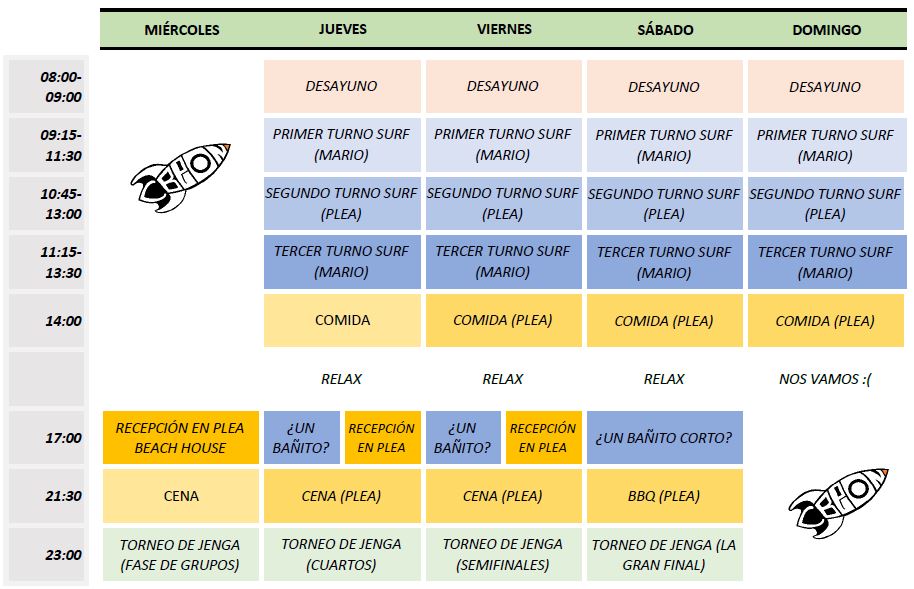 MIÉRCOLES JUEVES VIERNES SÁBADO DOMINGO
08:00-
09:00
DESAYUNO DESAYUNO DESAYUNO DESAYUNO
09:15-
11:30
PRIMER TURNO SURF PRIMER TURNO SURF PRIMER TURNO SURF PRIMER TURNO SURF
(MARIO) (MARIO) (MARIO) (MARIO)
10:45-
13:00
SEGUNDO TURNO SURF SEGUNDO TURNO SURF SEGUNDO TURNO SURF SEGUNDO TURNO SURF
(PLEA) (PLEA) (PLEA) (PLEA)
11:15-
13:30
TERCER TURNO SURF TERCER TURNO SURF TERCER TURNO SURF TERCER TURNO SURF
(MARIO) (MARIO) (MARIO) (MARIO)
14:00 COMIDA COMIDA (PLEA) COMIDA (PLEA) COMIDA (PLEA)
RELAX RELAX RELAX NOS VAMOS :(
17:00
RECEPCIÓN EN PLEA
BEACH HOUSE
¿UN
BAÑITO?
RECEPCIÓN
EN PLEA
¿UN
BAÑITO?
RECEPCIÓN
EN PLEA
¿UN BAÑITO CORTO?
21:30 CENA CENA (PLEA) CENA (PLEA) BBQ (PLEA)
23:00
TORNEO DE JENGA
(FASE DE GRUPOS)
TORNEO DE JENGA
(CUARTOS)
TORNEO DE JENGA
(SEMIFINALES)
TORNEO DE JENGA (LA
GRAN FINAL)